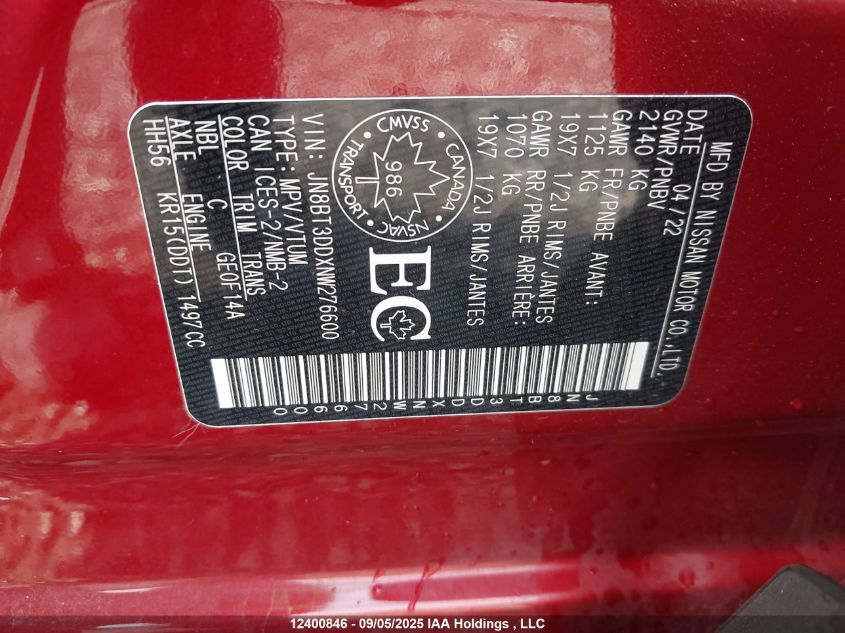 MFD BY NISSAN MOTOR CO.,LTD.
DATE 04/22
GVWR/PNBV
2140 KG
GAWR FR/PNBE AVANT:
1125 KG
19X7 1/2J RIMS/JANTES
GAWR RR/PNBE ARRIÈRE:
1070 KG
19X7 1/2J RIMS/JANTES
CMVSS
CANADA
NSVAC
TRANSPORT
986
EC
VIN: JN8BT3DDXNW276600
TYPE:MPV/VTUM
CAN ICES-2/NMB-2
COLOR TRIM TRANS
NBL C GE0F14A
AXLE ENGINE
HH56 KR15(DDT) 1497CC
JN8BT3DDXNW276600
12400846 - 09/05/2025 IAA Holdings , LLC